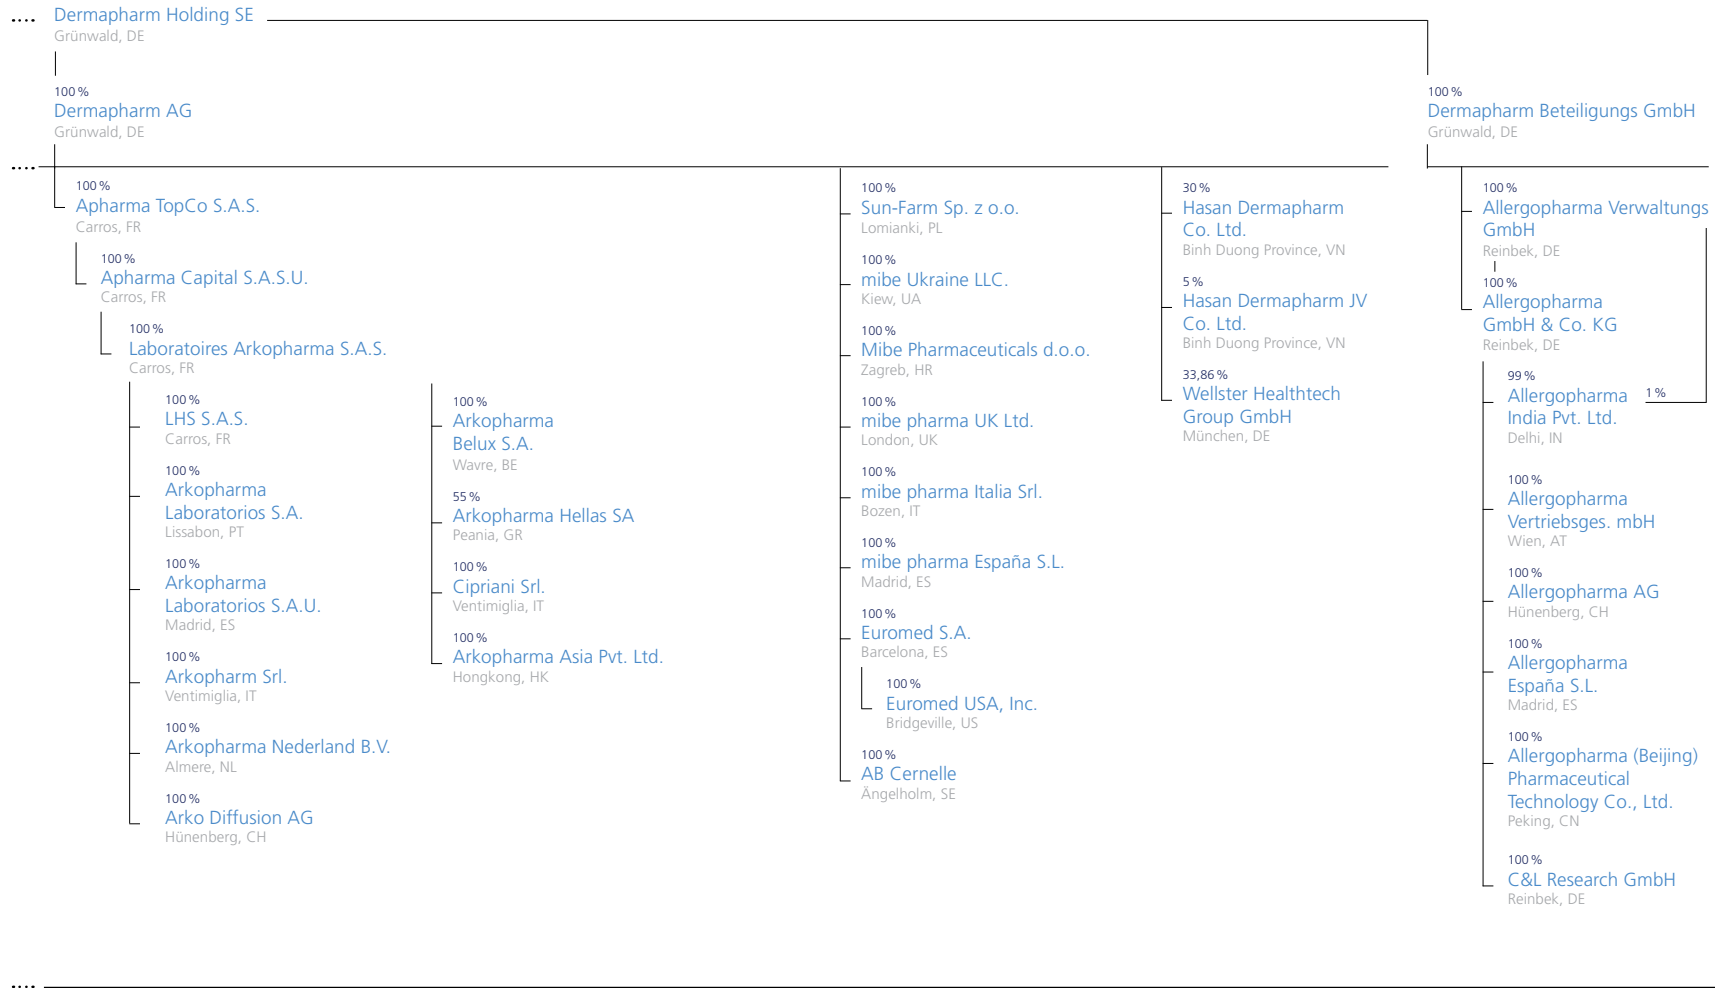 ....
Dermapharm Holding SE
Grünwald, DE
100 %
Dermapharm AG
Grünwald, DE
100 %
Dermapharm Beteiligungs GmbH
Grünwald, DE
....
100 %
Apharma TopCo S.A.S.
Carros, FR
100 %
Apharma Capital S.A.S.U.
Carros, FR
100 %
Laboratoires Arkopharma S.A.S.
Carros, FR
100 %
LHS S.A.S.
Carros, FR
100 %
Arkopharma
Laboratorios S.A.
Lissabon, PT
100 %
Arkopharma
Laboratorios S.A.U.
Madrid, ES
100 %
Arkopharm Srl.
Ventimiglia, IT
100 %
Arkopharma Nederland B.V.
Almere, NL
100 %
Arko Diffusion AG
Hünenberg, CH
100 %
Arkopharma
Belux S.A.
Wavre, BE
55 %
Arkopharma Hellas SA
Peania, GR
100 %
Cipriani Srl.
Ventimiglia, IT
100 %
Arkopharma Asia Pvt. Ltd.
Hongkong, HK
100 %
Sun-Farm Sp. z o.o.
Lomianki, PL
100 %
mibe Ukraine LLC.
Kiew, UA
100 %
Mibe Pharmaceuticals d.o.o.
Zagreb, HR
100 %
mibe pharma UK Ltd.
London, UK
100 %
mibe pharma Italia Srl.
Bozen, IT
100 %
mibe pharma España S.L.
Madrid, ES
100 %
Euromed S.A.
Barcelona, ES
100 %
Euromed USA, Inc.
Bridgeville, US
100 %
AB Cernelle
Ängelholm, SE
30 %
Hasan Dermapharm
Co. Ltd.
Binh Duong Province, VN
5 %
Hasan Dermapharm JV
Co. Ltd.
Binh Duong Province, VN
33,86 %
Wellster Healthtech
Group GmbH
München, DE
100 %
Allergopharma Verwaltungs
GmbH
Reinbek, DE
100 %
Allergopharma
GmbH & Co. KG
Reinbek, DE
99 %
Allergopharma
India Pvt. Ltd.
Delhi, IN
1 %
100 %
Allergopharma
Vertriebsges. mbH
Wien, AT
100 %
Allergopharma AG
Hünenberg, CH
100 %
Allergopharma
España S.L.
Madrid, ES
100 %
Allergopharma (Beijing)
Pharmaceutical
Technology Co., Ltd.
Peking, CN
100 %
C&L Research GmbH
Reinbek, DE
....